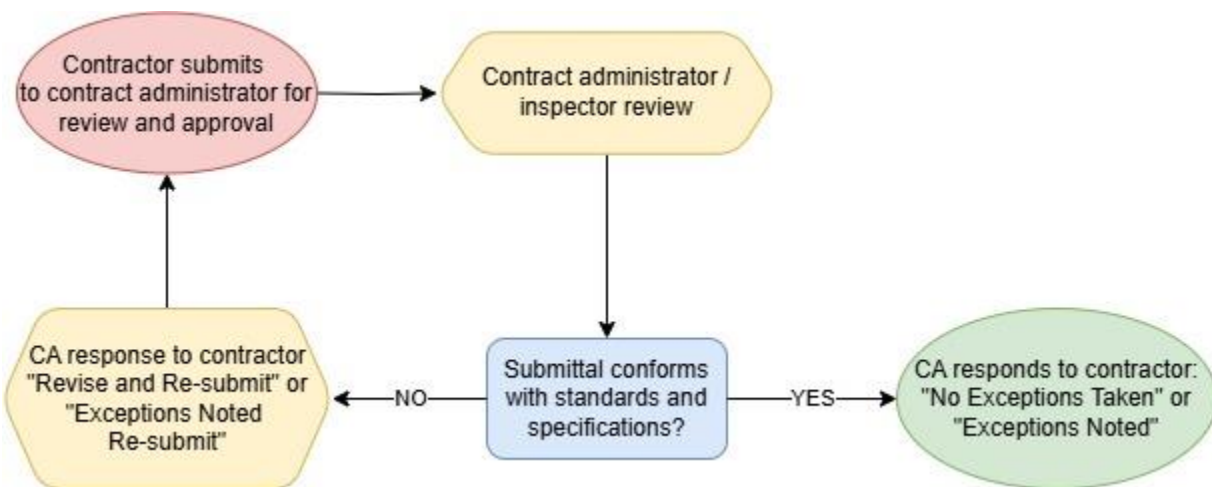 Contractor submits
to contract administrator for
review and approval
Contract administrator /
inspector review
CA response to contractor
"Revise and Re-submit" or
"Exceptions Noted
Re-submit"
NO
Submittal conforms
with standards and
specifications?
YES
CA responds to contractor:
"No Exceptions Taken" or
"Exceptions Noted"